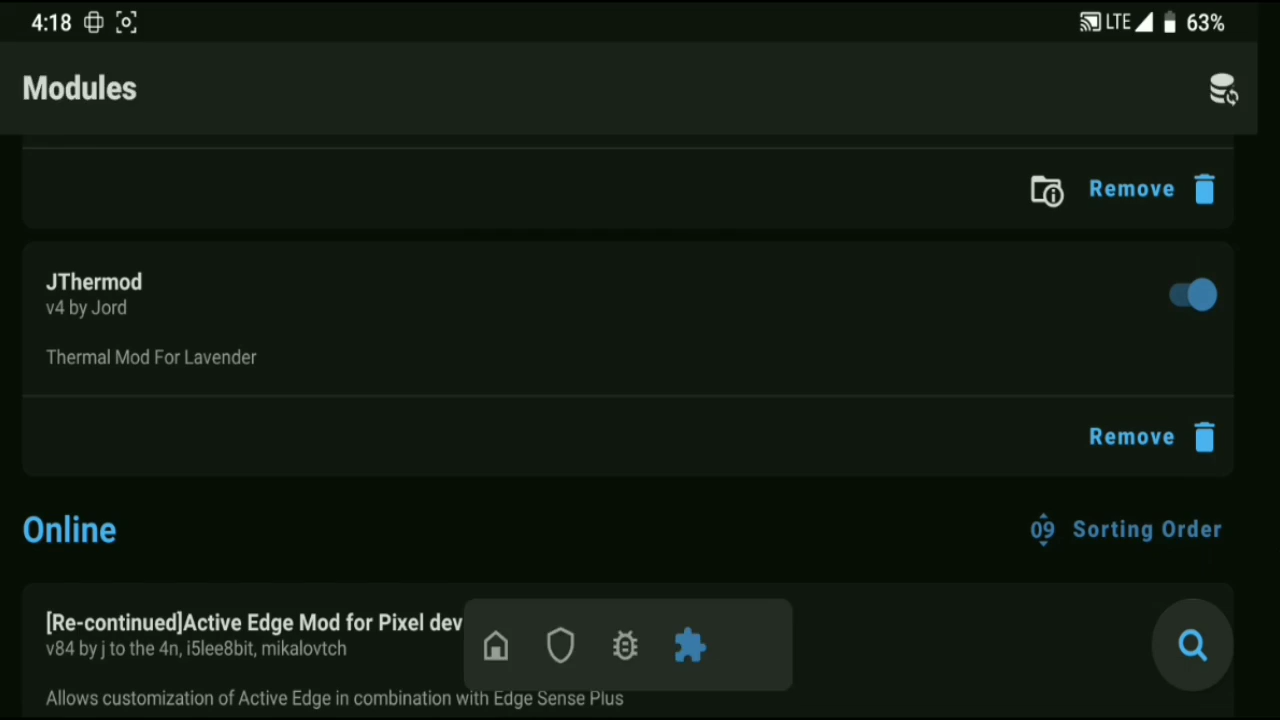 4:18 LTE 63%
Modules
Remove
JThermod
v4 by Jord
Thermal Mod For Lavender
Remove
Online
09 Sorting Order
[Re-continued]Active Edge Mod for Pixel dev
v84 by j to the 4n, i5lee8bit, mikalovtch
Allows customization of Active Edge in combination with Edge Sense Plus